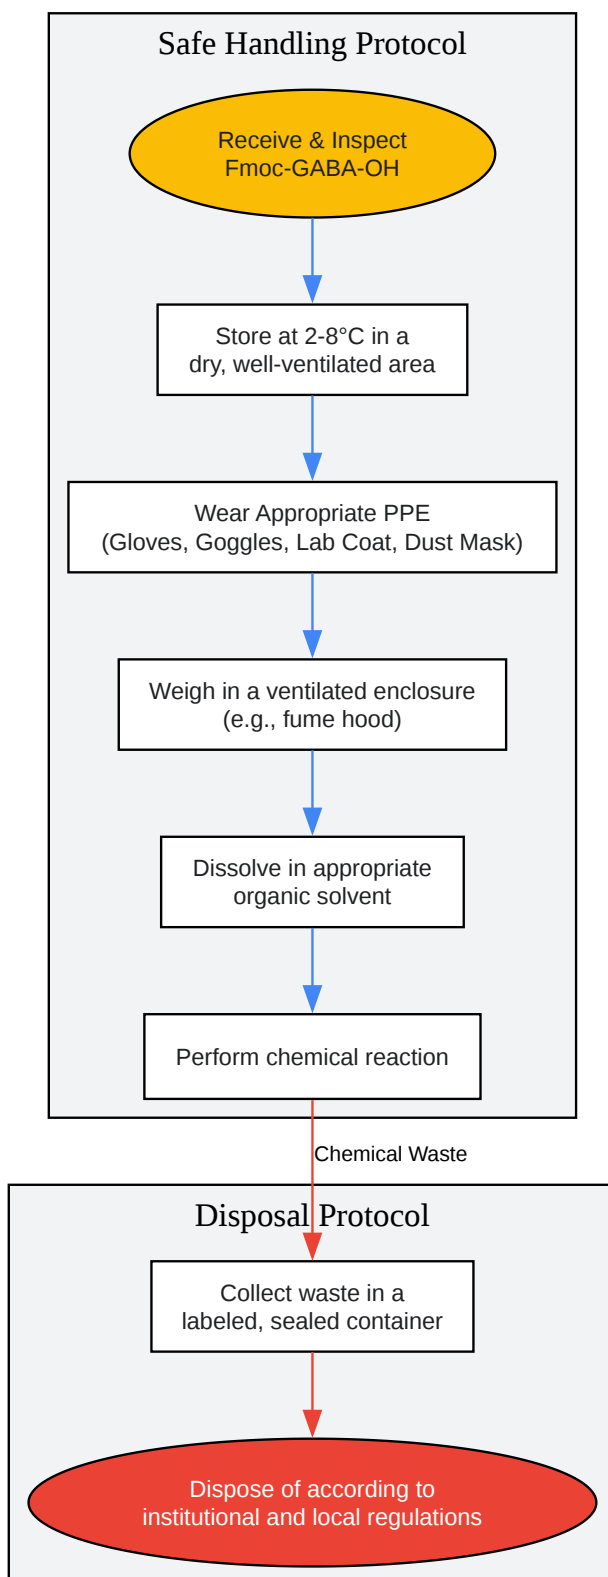 Safe Handling Protocol
Receive & Inspect
Fmoc-GABA-OH
Store at 2-8°C in a
dry, well-ventilated area
Wear Appropriate PPE
(Gloves, Goggles, Lab Coat, Dust Mask)
Weigh in a ventilated enclosure
(e.g., fume hood)
Dissolve in appropriate
organic solvent
Perform chemical reaction
Chemical Waste
Disposal Protocol
Collect waste in a
labeled, sealed container
Dispose of according to
institutional and local regulations